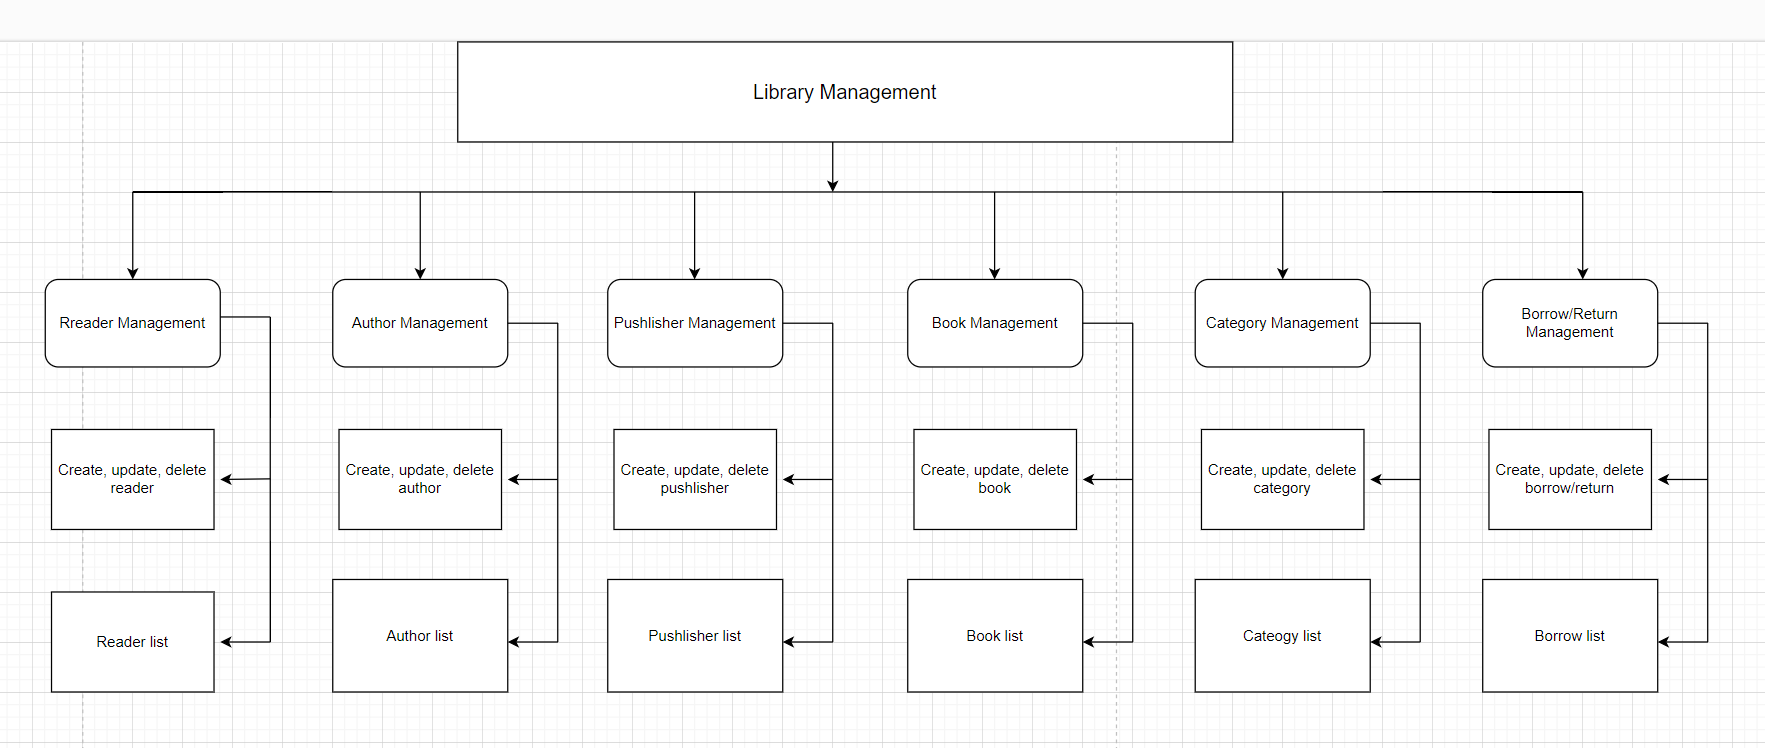 Library Management
Rreader Management
Author Management
Pushlisher Management
Book Management
Category Management
Borrow/Return
Management
Create, update, delete
reader
Create, update, delete
author
Create, update, delete
pushlisher
Create, update, delete
book
Create, update, delete
category
Create, update, delete
borrow/return
Reader list
Author list
Pushlisher list
Book list
Cateogy list
Borrow list